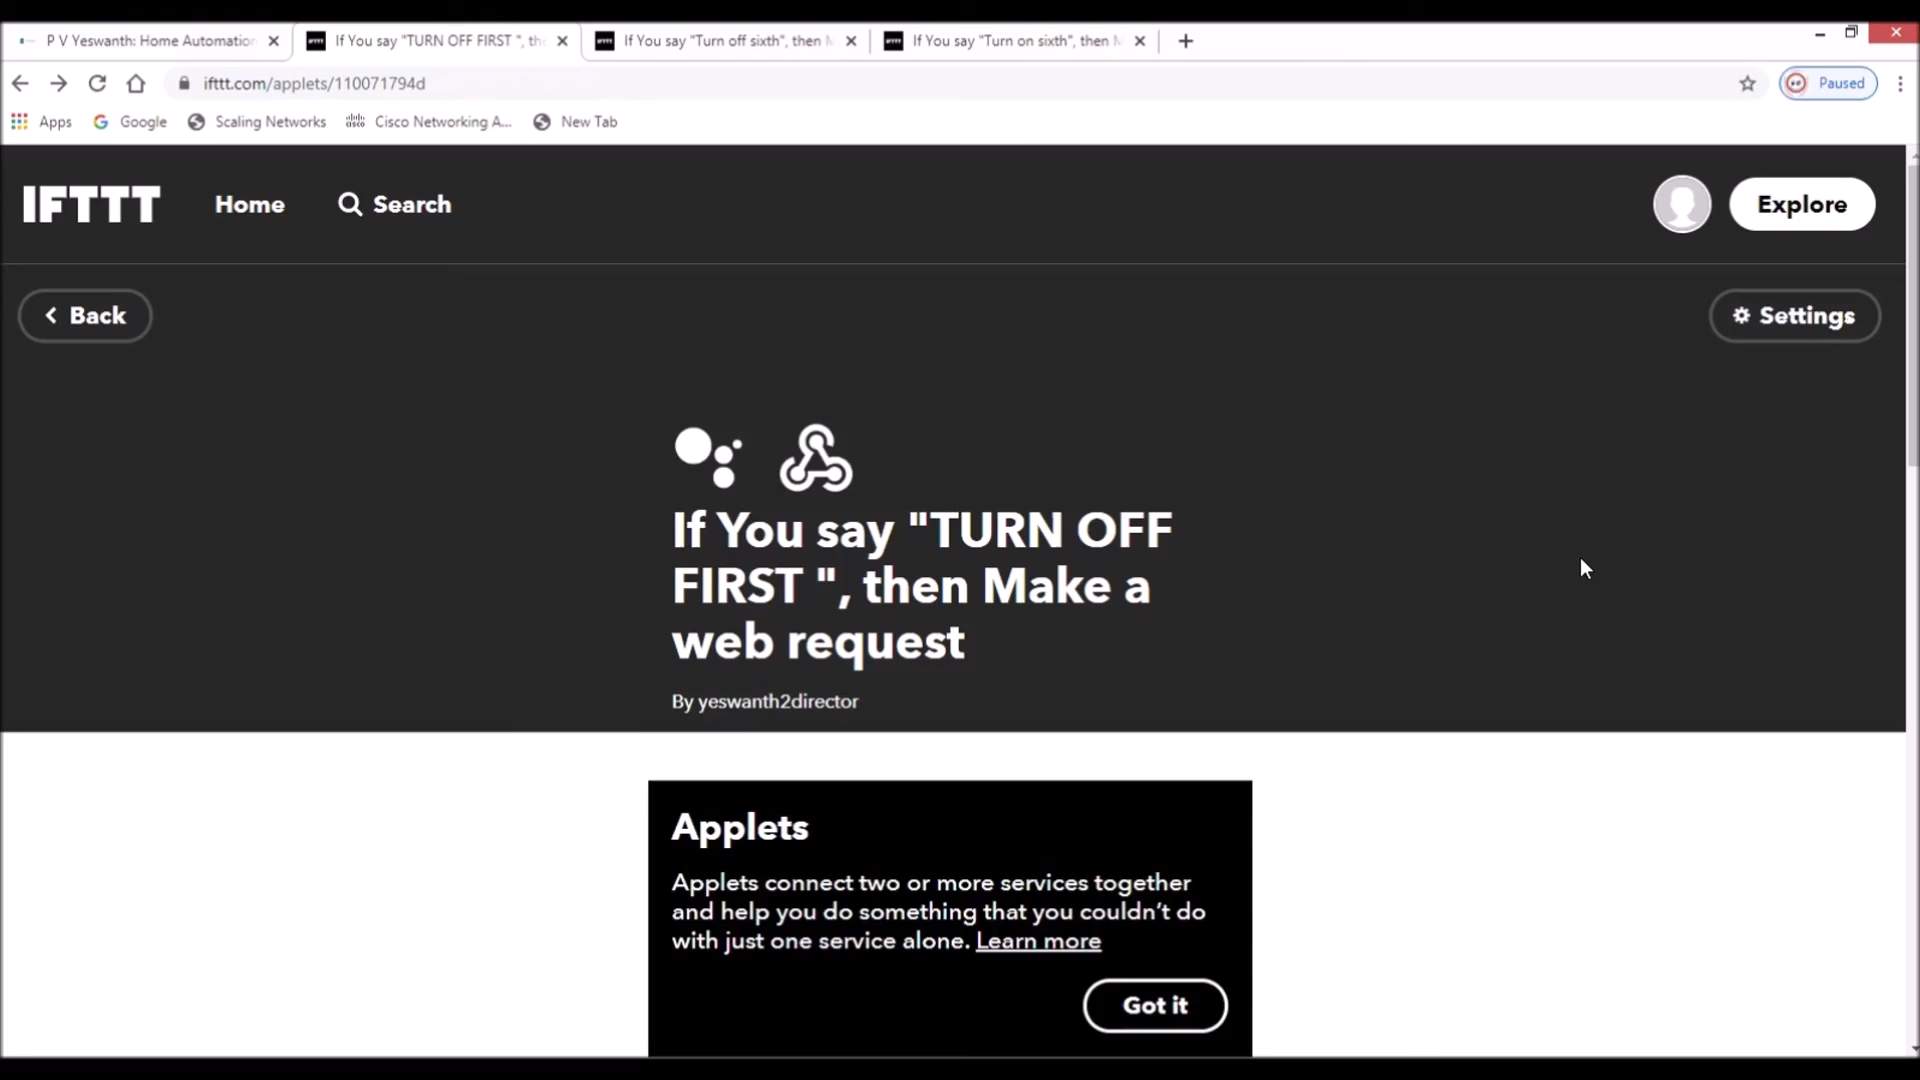 P V Yeswanth: Home Automation
If You say "TURN OFF FIRST ", th
If You say "Turn off sixth", then M
If You say "Turn on sixth", then M
ifttt.com/applets/110071794d
Paused
Apps
Google
Scaling Networks
Cisco Networking A...
New Tab
IFTTT
Home
Search
Explore
Back
Settings
If You say "TURN OFF
FIRST ", then Make a
web request
By yeswanth2director
Applets
Applets connect two or more services together
and help you do something that you couldn't do
with just one service alone. Learn more
Got it